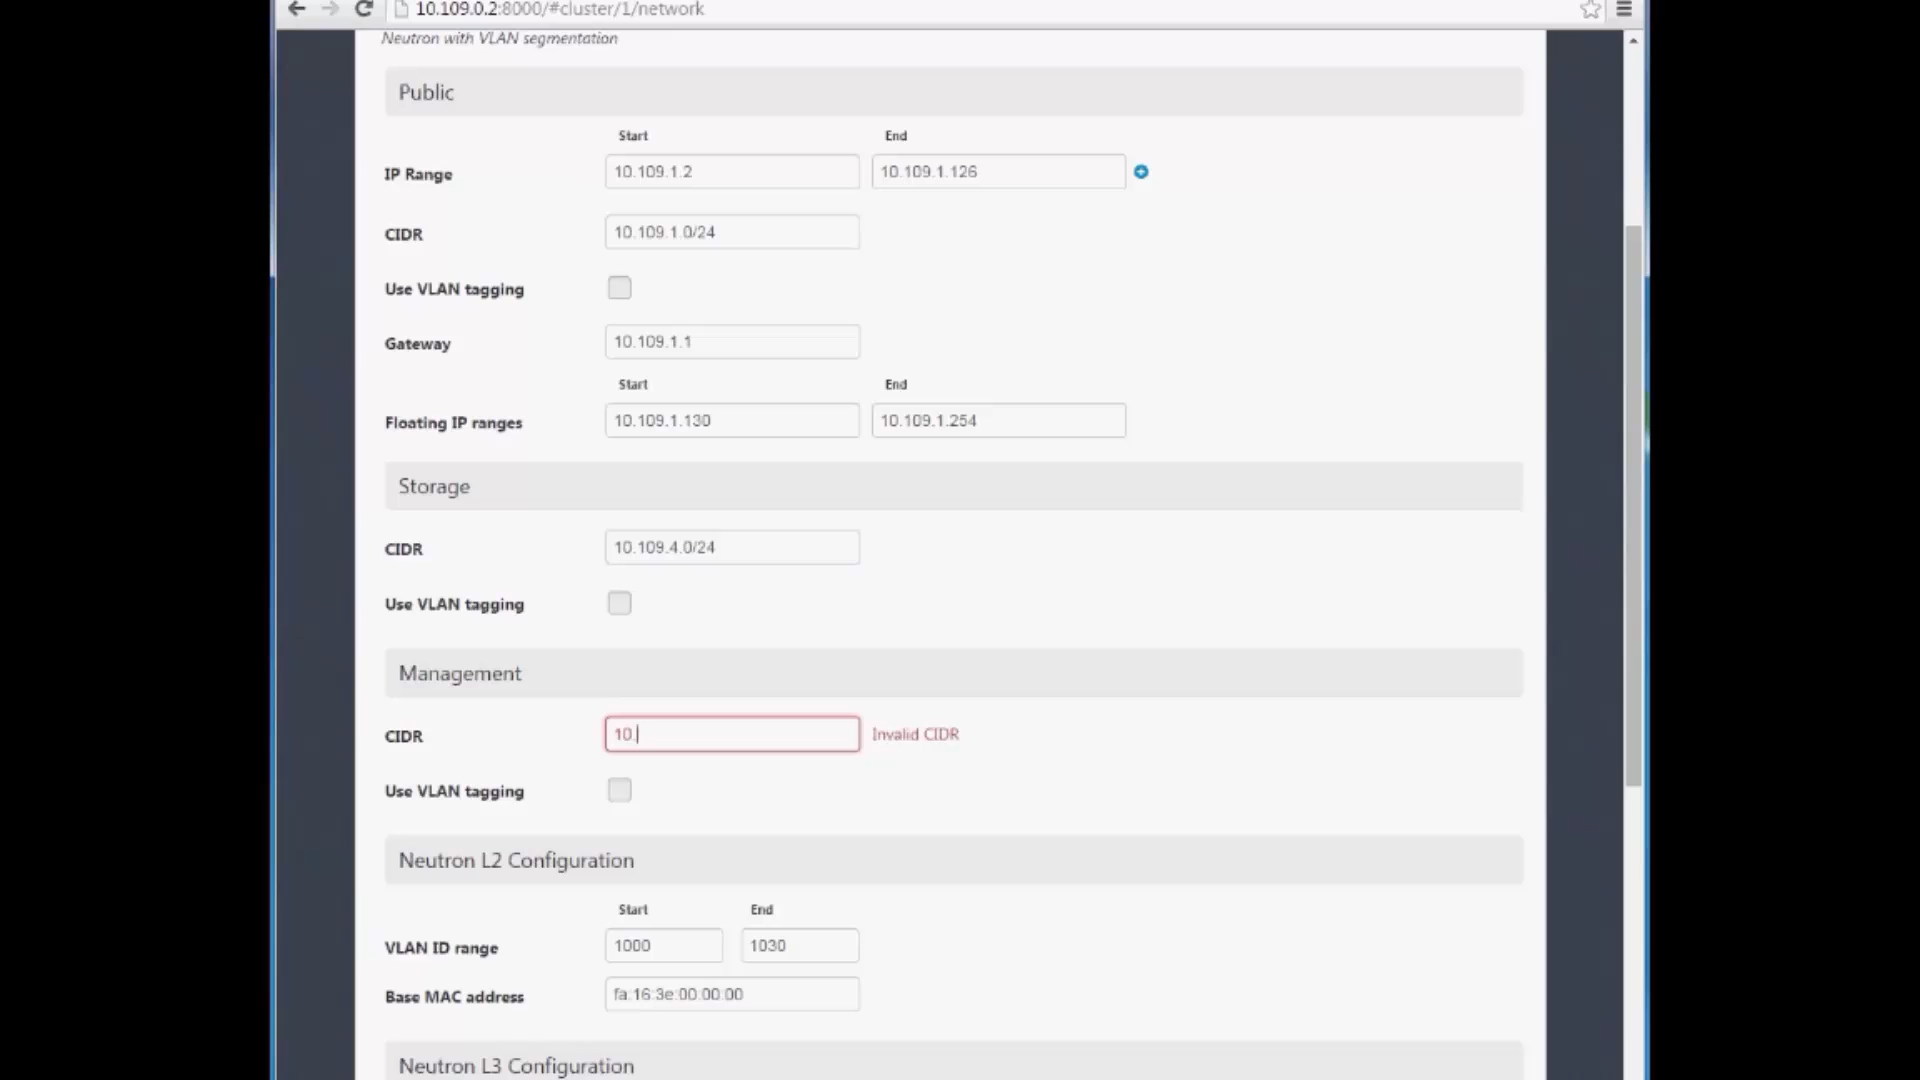 10.109.0.2:8000/#cluster/1/network
Neutron with VLAN segmentation
Public
Start End
IP Range 10.109.1.2 10.109.1.126
CIDR 10.109.1.0/24
Use VLAN tagging
Gateway 10.109.1.1
Start End
Floating IP ranges 10.109.1.130 10.109.1.254
Storage
CIDR 10.109.4.0/24
Use VLAN tagging
Management
CIDR 10. Invalid CIDR
Use VLAN tagging
Neutron L2 Configuration
Start End
VLAN ID range 1000 1030
Base MAC address fa:16:3e:00:00:00
Neutron L3 Configuration